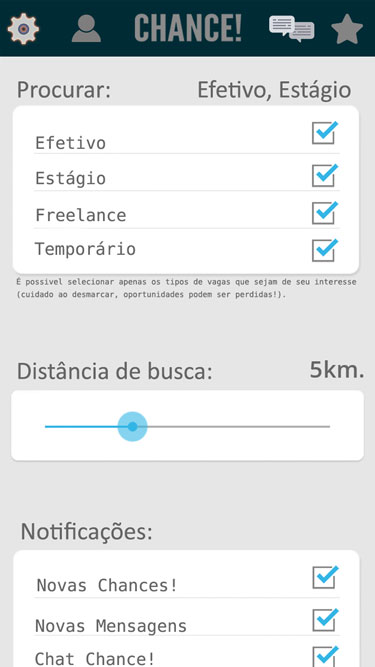 CHANCE!
Procurar: Efetivo, Estágio
Efetivo
Estágio
Freelance
Temporário
É possivel selecionar apenas os tipos de vagas que sejam de seu interesse
(cuidado ao desmarcar, oportunidades podem ser perdidas!).
Distância de busca: 5km.
Notificações:
Novas Chances!
Novas Mensagens
Chat Chance!